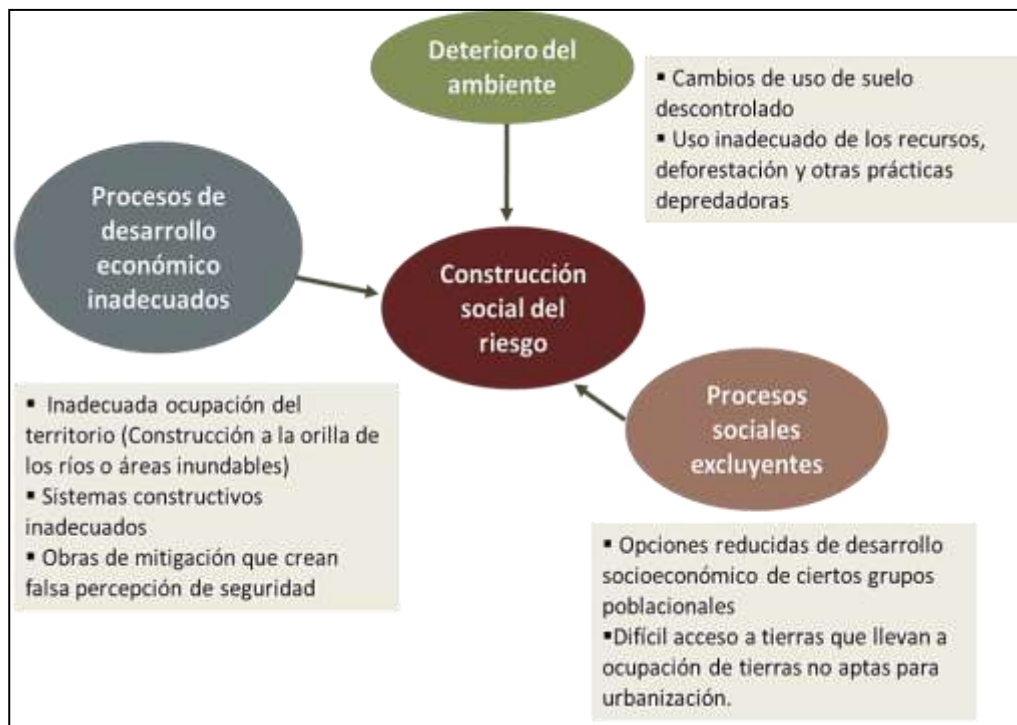 Deterioro del
ambiente
▪ Cambios de uso de suelo
descontrolado
▪ Uso inadecuado de los recursos,
deforestación y otras prácticas
depredadoras
Procesos de
desarrollo
económico
inadecuados
Construcción
social del
riesgo
▪ Inadecuada ocupación del
territorio (Construcción a la orilla de
los ríos o áreas inundables)
▪ Sistemas constructivos
inadecuados
▪ Obras de mitigación que crean
falsa percepción de seguridad
Procesos
sociales
excluyentes
▪ Opciones reducidas de desarrollo
socioeconómico de ciertos grupos
poblacionales
▪Difícil acceso a tierras que llevan a
ocupación de tierras no aptas para
urbanización.